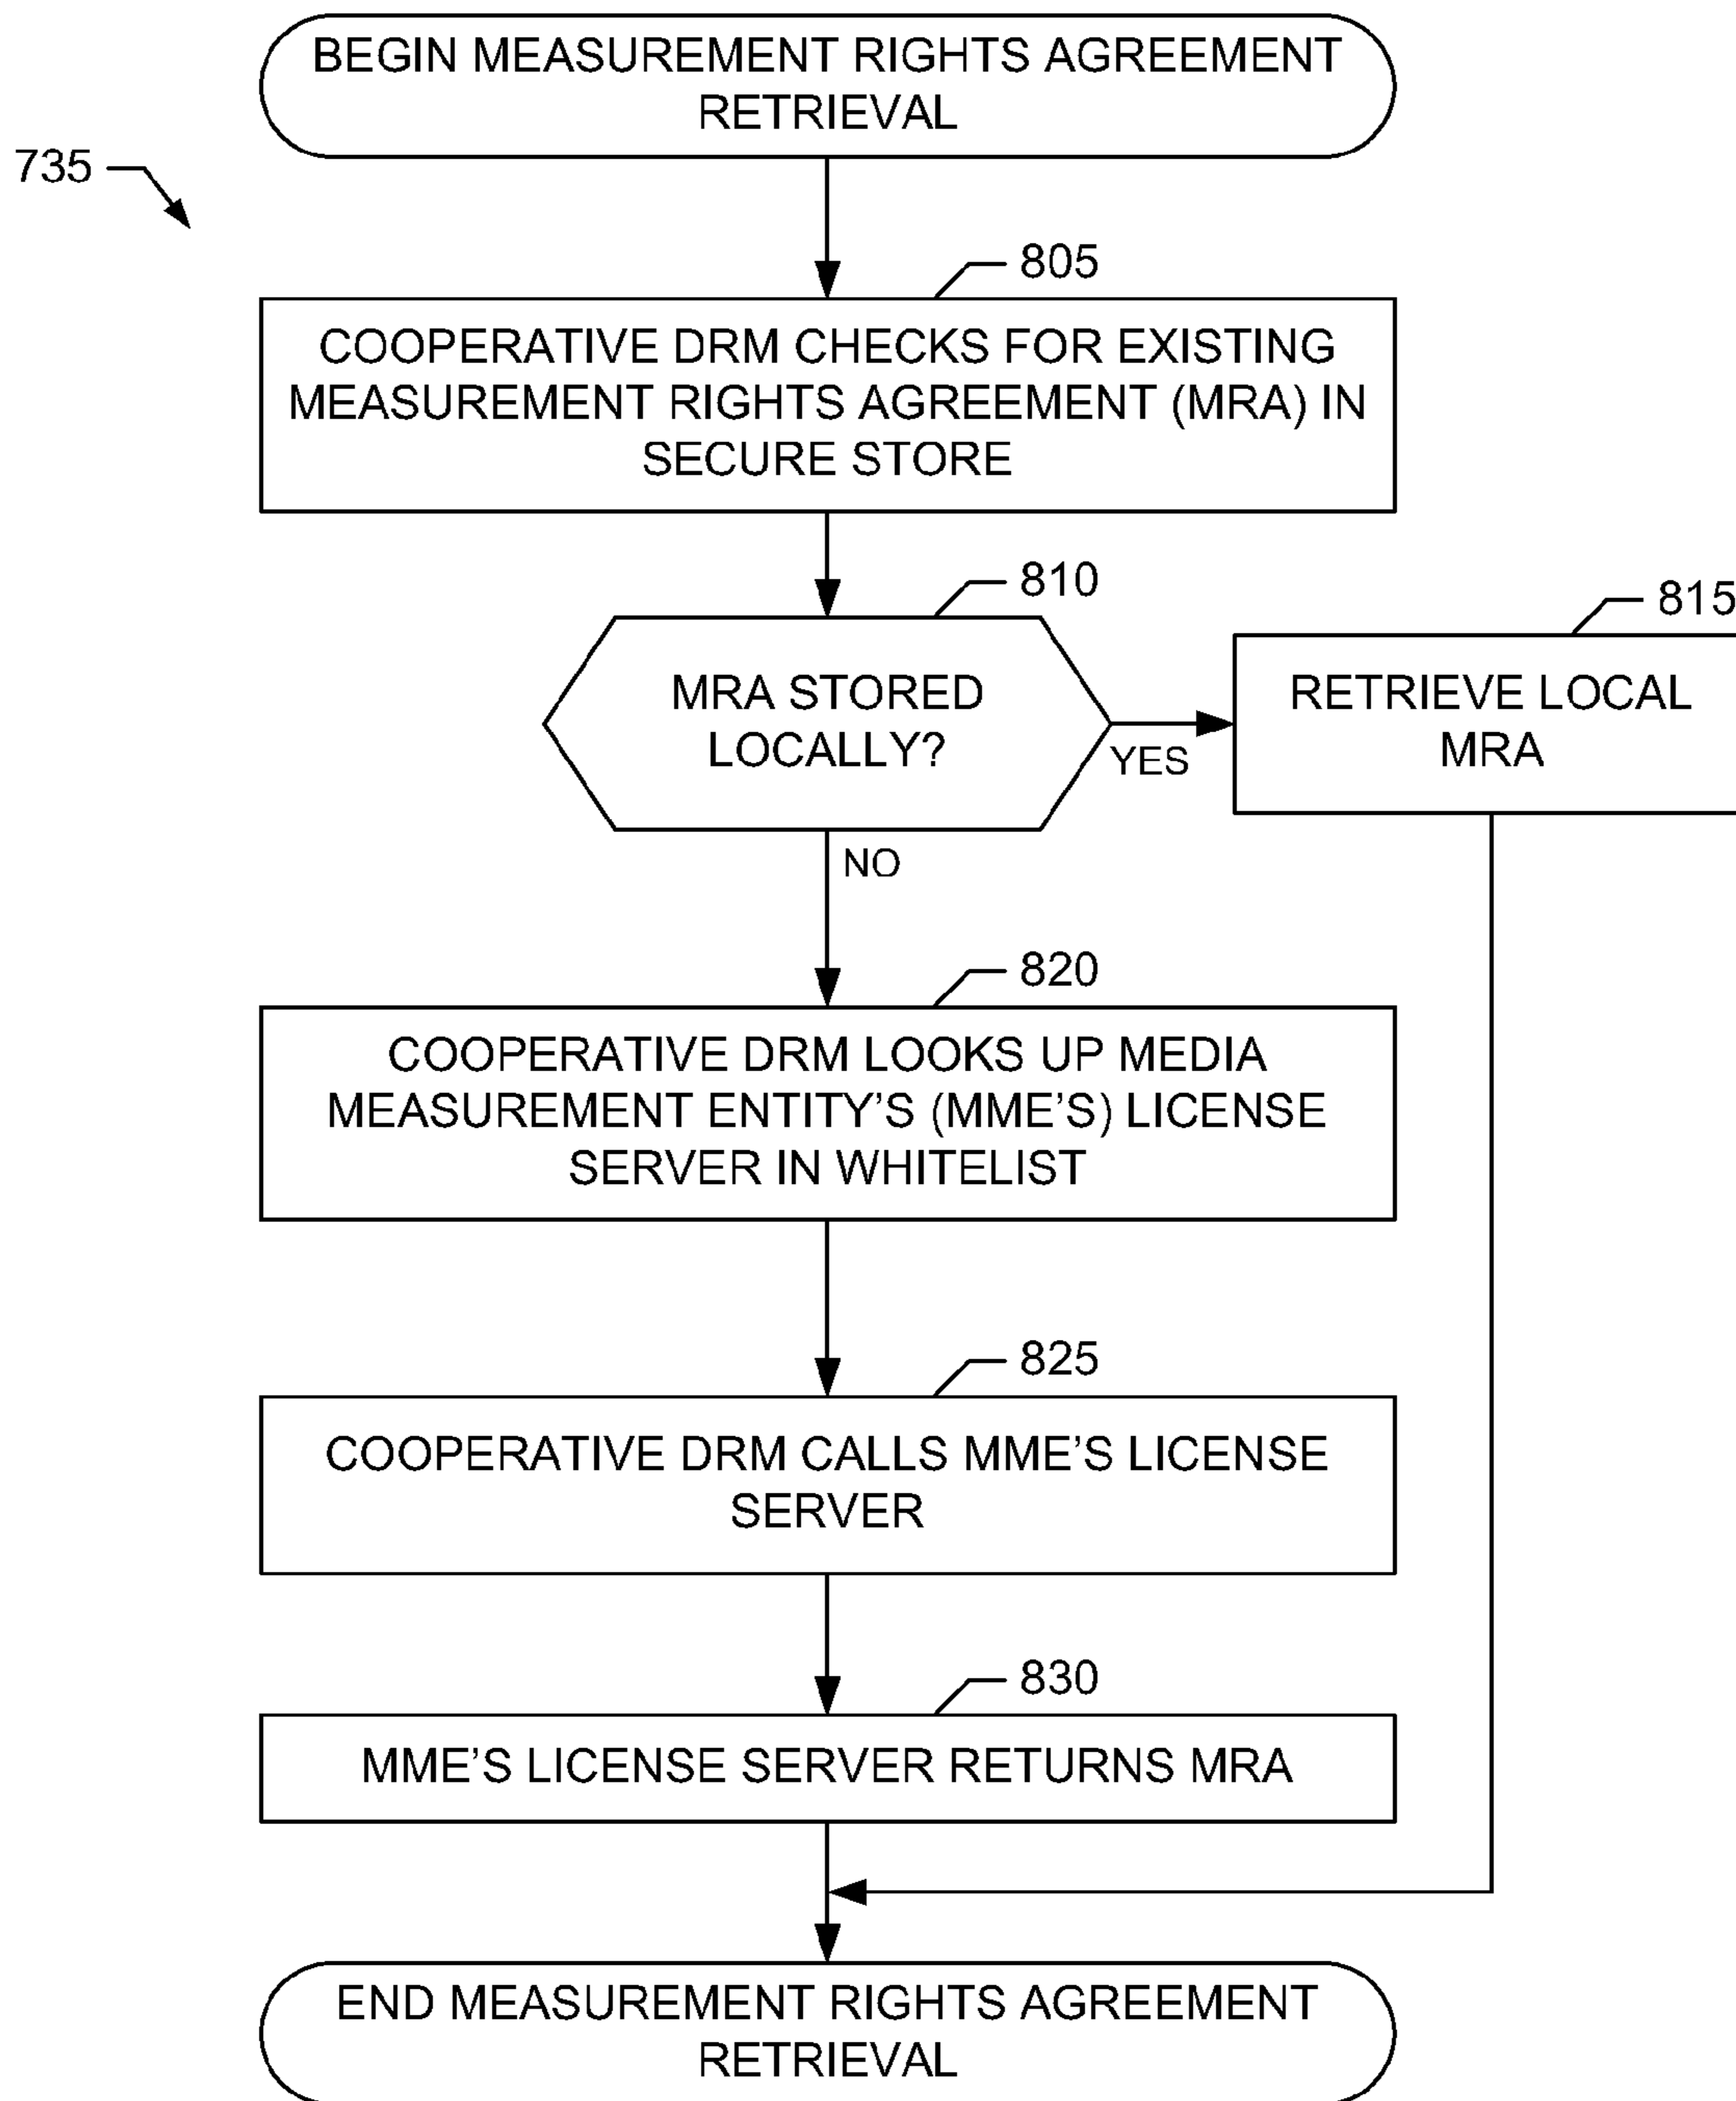 BEGIN MEASUREMENT RIGHTS AGREEMENT
RETRIEVAL
735
805
COOPERATIVE DRM CHECKS FOR EXISTING
MEASUREMENT RIGHTS AGREEMENT (MRA) IN
SECURE STORE
810
MRA STORED
LOCALLY?
YES
815
RETRIEVE LOCAL
MRA
NO
820
COOPERATIVE DRM LOOKS UP MEDIA
MEASUREMENT ENTITY’S (MME’S) LICENSE
SERVER IN WHITELIST
825
COOPERATIVE DRM CALLS MME’S LICENSE
SERVER
830
MME’S LICENSE SERVER RETURNS MRA
END MEASUREMENT RIGHTS AGREEMENT
RETRIEVAL